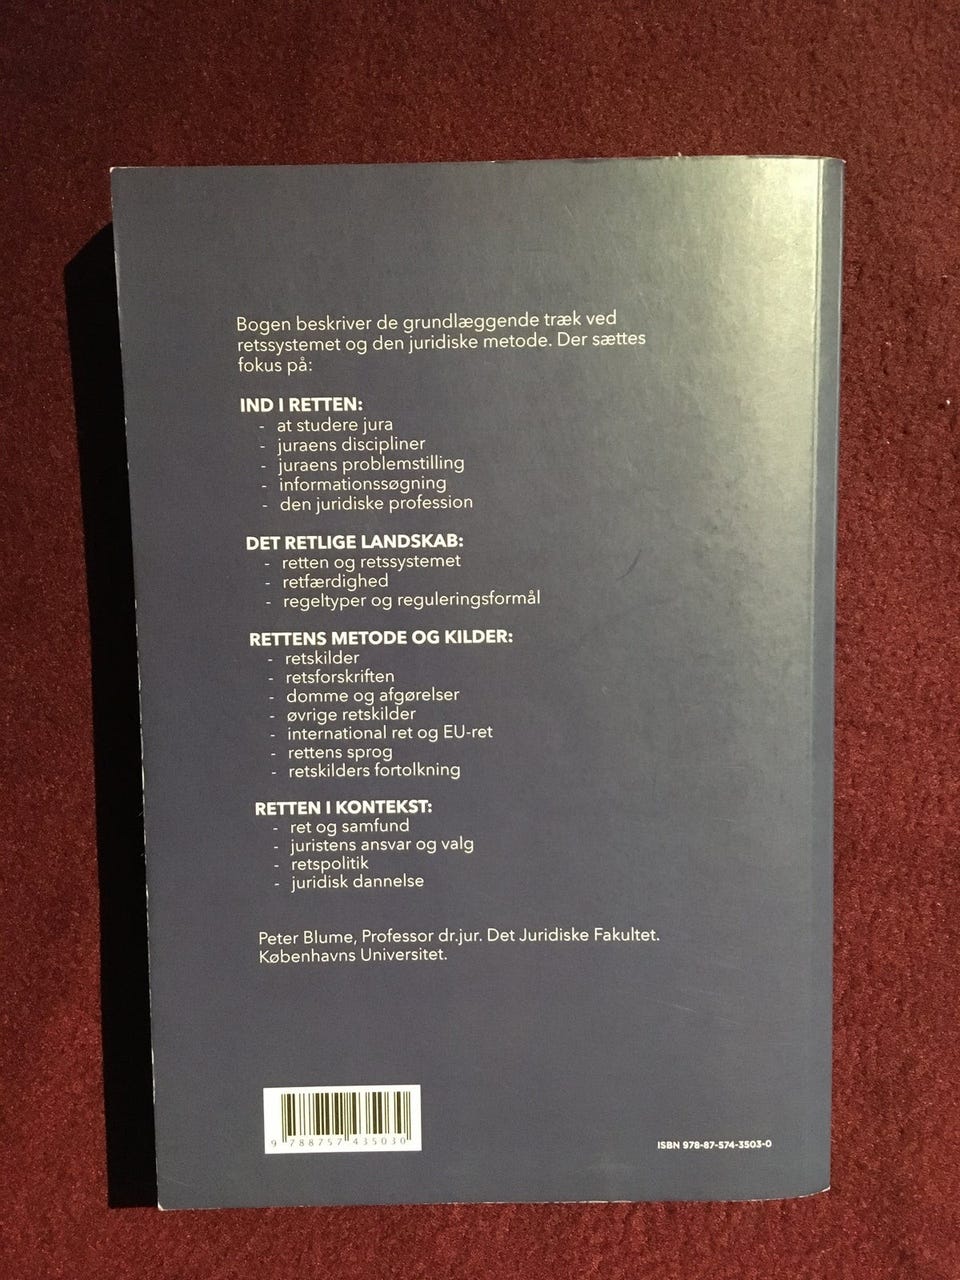 Bogen beskriver de grundlæggende træk ved
retssystemet og den juridiske metode. Der sættes
fokus på:
IND I RETTEN:
- at studere jura
- juraens discipliner
- juraens problemstilling
- informationssøgning
- den juridiske profession
DET RETLIGE LANDSKAB:
- retten og retssystemet
- retfærdighed
- regeltyper og reguleringsformål
RETTENS METODE OG KILDER:
- retskilder
- retsforskriften
- domme og afgørelser
- øvrige retskilder
- international ret og EU-ret
- rettens sprog
- retskilders fortolkning
RETTEN I KONTEKST:
- ret og samfund
- juristens ansvar og valg
- retspolitik
- juridisk dannelse
Peter Blume, Professor dr.jur. Det Juridiske Fakultet.
Københavns Universitet.
9 788757 435030
ISBN 978-87-574-3503-0